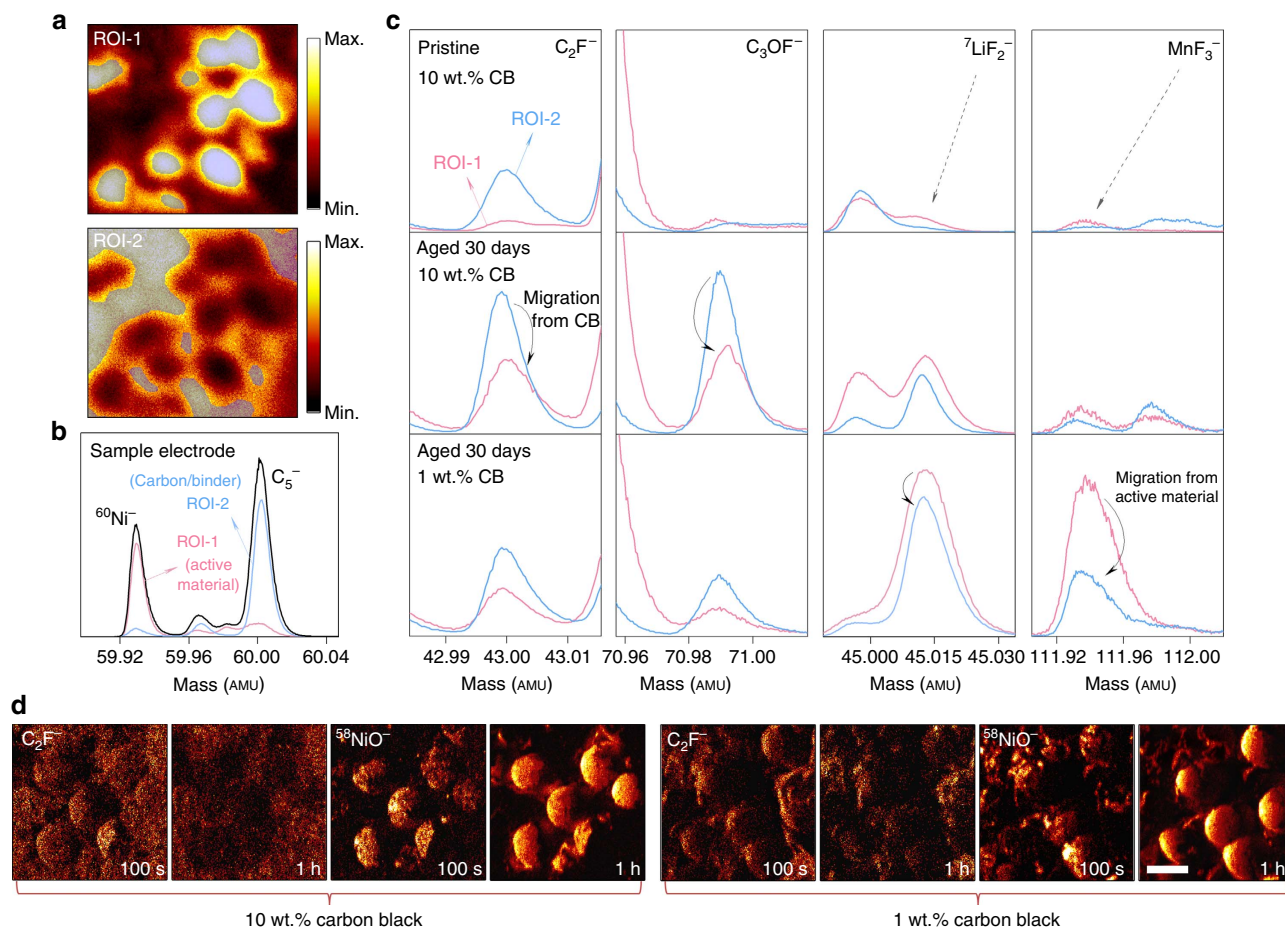 a
ROI-1
Max.
Min.
ROI-2
Max.
Min.
b
Sample electrode
(Carbon/binder)
ROI-2
C₅⁻
⁶⁰Ni⁻
ROI-1
(active
material)
59.92 59.96 60.00 60.04
Mass (AMU)
c
Pristine
10 wt.% CB
C₂F⁻
C₃OF⁻
⁷LiF₂⁻
MnF₃⁻
ROI-2
ROI-1
Aged 30 days
10 wt.% CB
Migration
from CB
Aged 30 days
1 wt.% CB
Migration from
active material
42.99 43.00 43.01
70.96 70.98 71.00
45.000 45.015 45.030
111.92 111.96 112.00
Mass (AMU)
Mass (AMU)
Mass (AMU)
Mass (AMU)
d
C₂F⁻
100 s
1 h
⁵⁸NiO⁻
100 s
1 h
C₂F⁻
100 s
1 h
⁵⁸NiO⁻
100 s
1 h
10 wt.% carbon black
1 wt.% carbon black